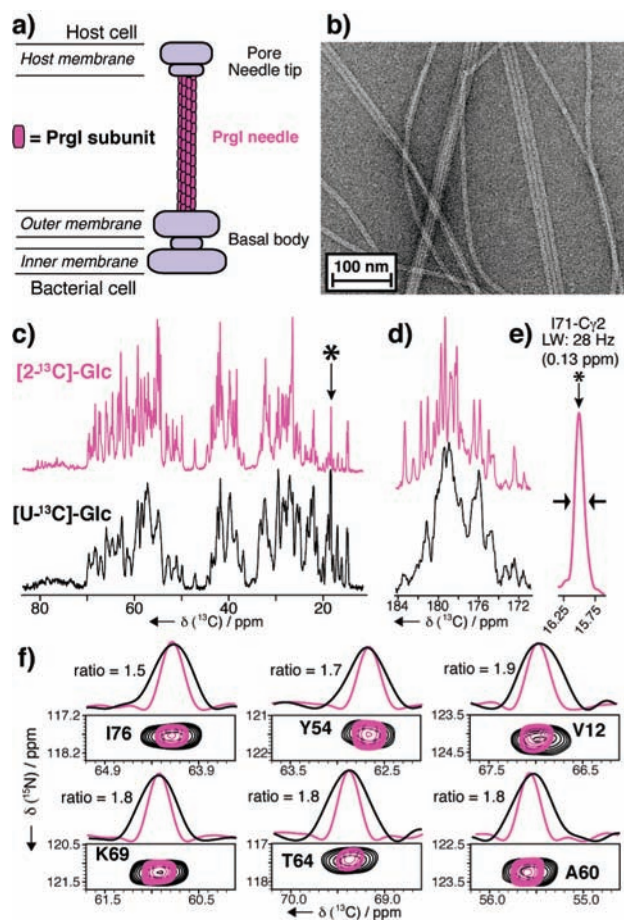 a)
Host cell
Host membrane
Pore
Needle tip
= PrgI subunit
PrgI needle
Outer membrane
Basal body
Inner membrane
Bacterial cell
b)
100 nm
c)
[2-¹³C]-Glc
*
[U-¹³C]-Glc
80 60 40 20
← δ (¹³C) / ppm
d)
184 180 176 172
← δ (¹³C) / ppm
e)
I71-Cγ2
LW: 28 Hz
(0.13 ppm)
*
16.25 15.75
f)
ratio = 1.5
ratio = 1.7
ratio = 1.9
117.2
118.2
I76
64.9 63.9
121
122
Y54
63.5 62.5
123.5
124.5
V12
67.5 66.5
← δ (¹⁵N) / ppm
ratio = 1.8
ratio = 1.8
ratio = 1.8
120.5
121.5
K69
61.5 60.5
117
118
T64
70.0 69.0
122.5
123.5
A60
56.0 55.0
← δ (¹³C) / ppm